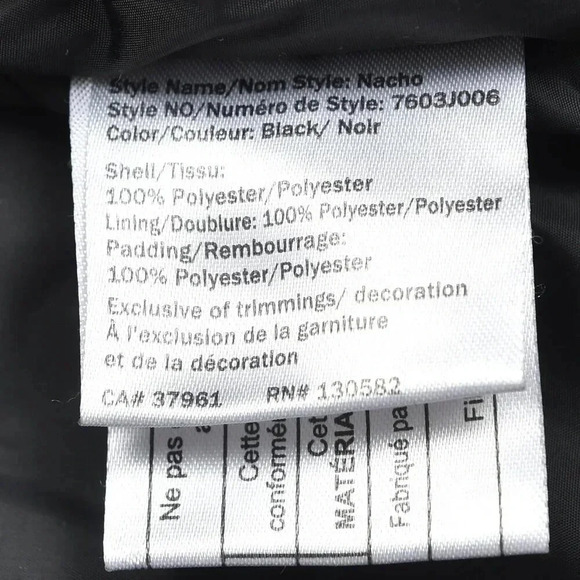 Style Name/Nom Style: Nacho
Style NO/Numéro de Style: 7603J006
Color/Couleur: Black/ Noir
Shell/Tissu:
100% Polyester/Polyester
Lining/Doublure: 100% Polyester/Polyester
Padding/Rembourrage:
100% Polyester/Polyester
Exclusive of trimmings/ decoration
À l'exclusion de la garniture
et de la décoration
CA# 37961 RN# 130582
Ne pas
Cette
conformé
Cet
MATÉRIA
Fabriqué pa
Fi